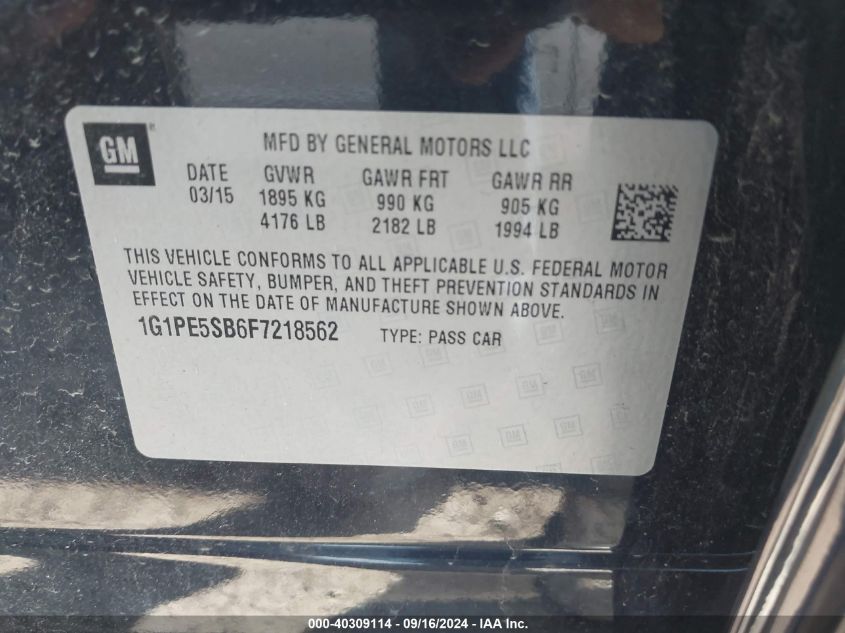 GM
MFD BY GENERAL MOTORS LLC
DATE GVWR GAWR FRT GAWR RR
03/15 1895 KG 990 KG 905 KG
4176 LB 2182 LB 1994 LB
THIS VEHICLE CONFORMS TO ALL APPLICABLE U.S. FEDERAL MOTOR
VEHICLE SAFETY, BUMPER, AND THEFT PREVENTION STANDARDS IN
EFFECT ON THE DATE OF MANUFACTURE SHOWN ABOVE.
1G1PE5SB6F7218562 TYPE: PASS CAR
000-40309114 - 09/16/2024 - IAA Inc.